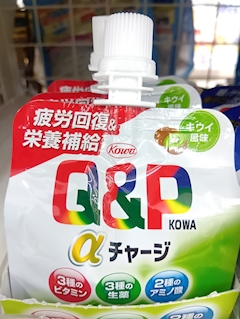 疲労回復&
栄養補給
キウイ
風味
Kowa
Q&P
KOWA
αチャージ
3種の
ビタミン
3種の
生薬
2種の
アミノ酸